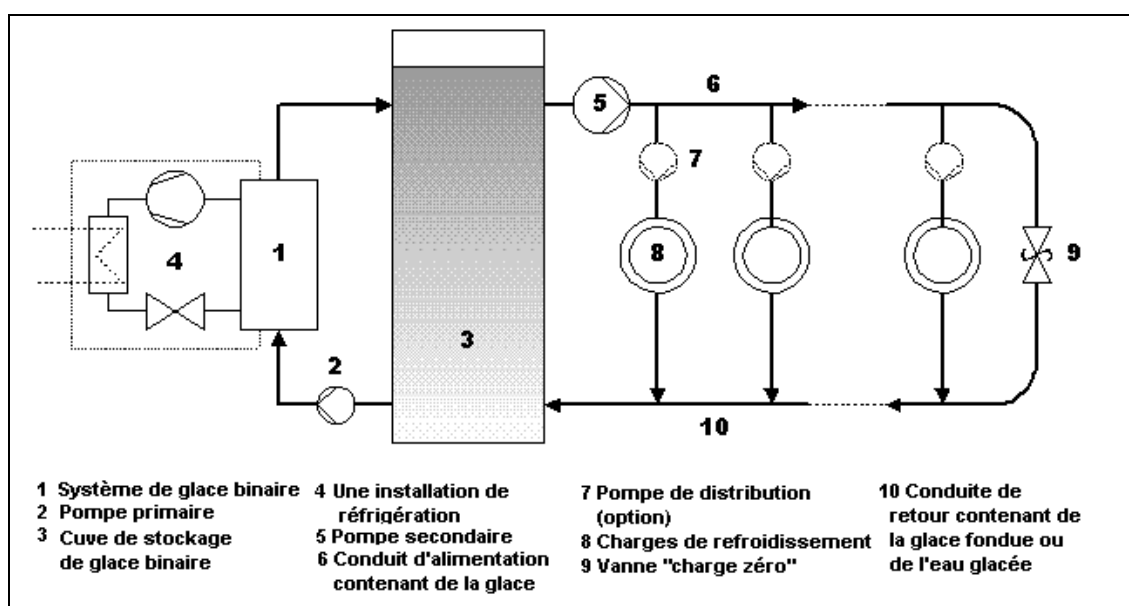 6
5
7
4
1
8
9
3
2
10
1 Système de glace binaire
2 Pompe primaire
3 Cuve de stockage
de glace binaire
4 Une installation de
réfrigération
5 Pompe secondaire
6 Conduit d'alimentation
contenant de la glace
7 Pompe de distribution
(option)
8 Charges de refroidissement
9 Vanne "charge zéro"
10 Conduite de
retour contenant de
la glace fondue ou
de l'eau glacée